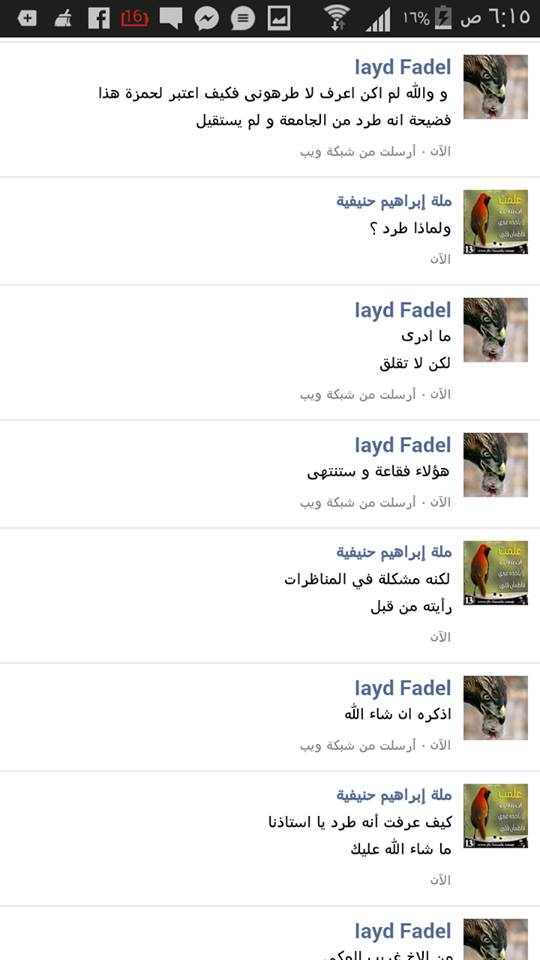 ٦:١٥ ص
١٦%
16
Iayd Fadel
و والله لم اكن اعرف لا طرهونى فكيف اعتبر لحمزة هذا
فضيحة انه طرد من الجامعة و لم يستقيل
الآن · أرسلت من شبكة ويب
ملة إبراهيم حنيفية
ولماذا طرد ؟
الآن
Iayd Fadel
ما ادرى
لكن لا تقلق
الآن · أرسلت من شبكة ويب
Iayd Fadel
هؤلاء فقاعة و ستنتهى
الآن · أرسلت من شبكة ويب
ملة إبراهيم حنيفية
لكنه مشكلة في المناظرات
رأيته من قبل
الآن
Iayd Fadel
اذكره ان شاء الله
الآن · أرسلت من شبكة ويب
ملة إبراهيم حنيفية
كيف عرفت أنه طرد يا استاذنا
ما شاء الله عليك
الآن
Iayd Fadel
من الاخ غريب المكى